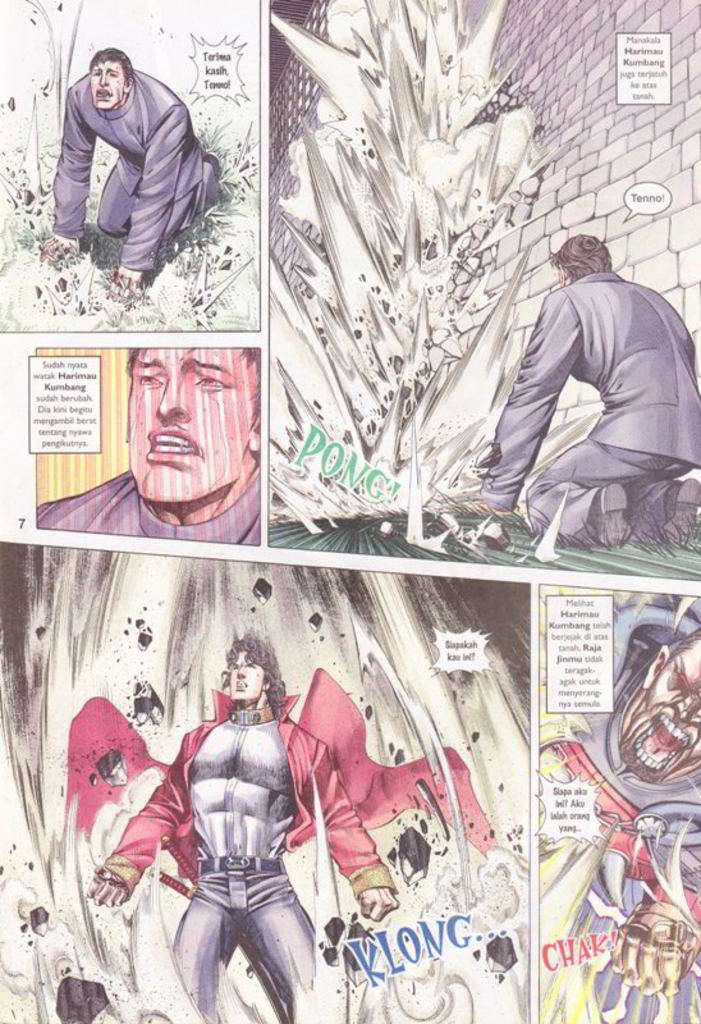 Terima
kasih,
Tenno!
Manakala
Harimau
Kumbang
juga terjatuh
ke atas
tanah.
Tenno!
PONG!
Sudah nyata
watak Harimau
Kumbang
sudah berubah.
Dia kini begitu
mengambil berat
tentang nyawa
pengikutnya.
7
Siapakah
kau ini?
KLONG...
Melihat
Harimau
Kumbang telah
berjejak di atas
tanah, Raja
Jinmu tidak
teragak-
agak untuk
menyerang-
nya semula.
Siapa aku
ini? Aku
ialah orang
yang...
CHAK!